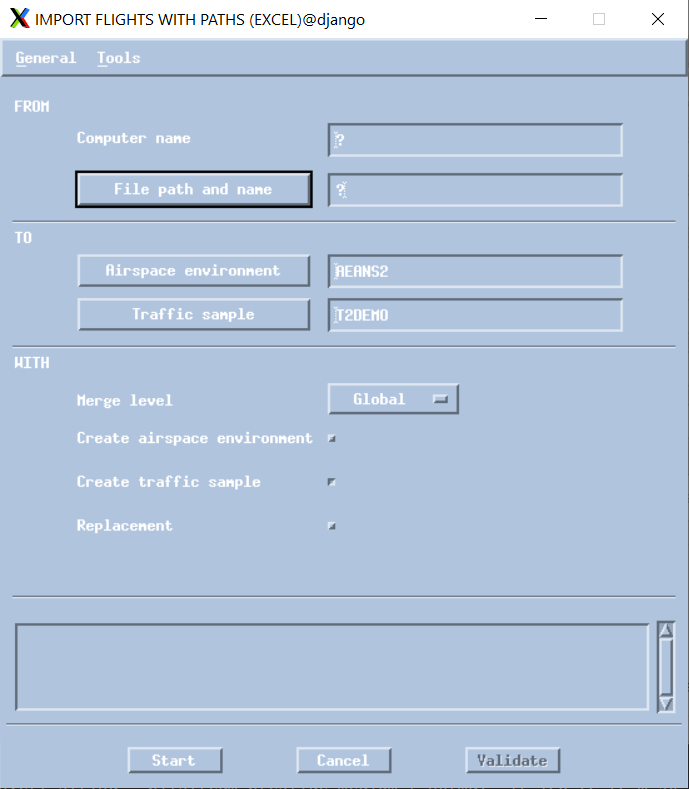 IMPORT FLIGHTS WITH PATHS (EXCEL)@django
General Tools
FROM
Computer name ?
File path and name ?
TO
Airspace environment AEANS2
Traffic sample T2DEMO
WITH
Merge level Global
Create airspace environment
Create traffic sample
Replacement
Start Cancel Validate